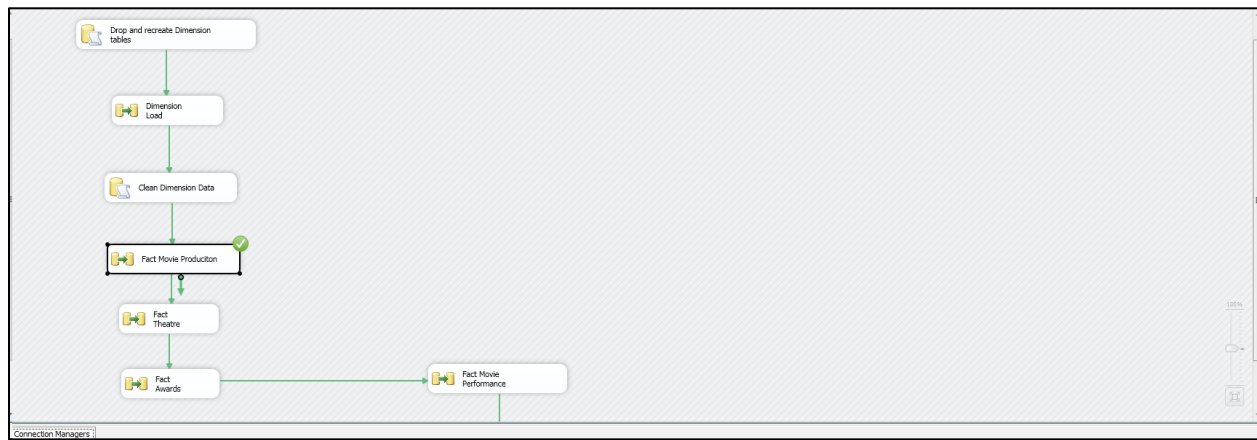 Drop and recreate Dimension
tables
Dimension
Load
Clean Dimension Data
Fact Movie Produciton
Fact
Theatre
Fact
Awards
Fact Movie
Performance
100%
Connection Managers